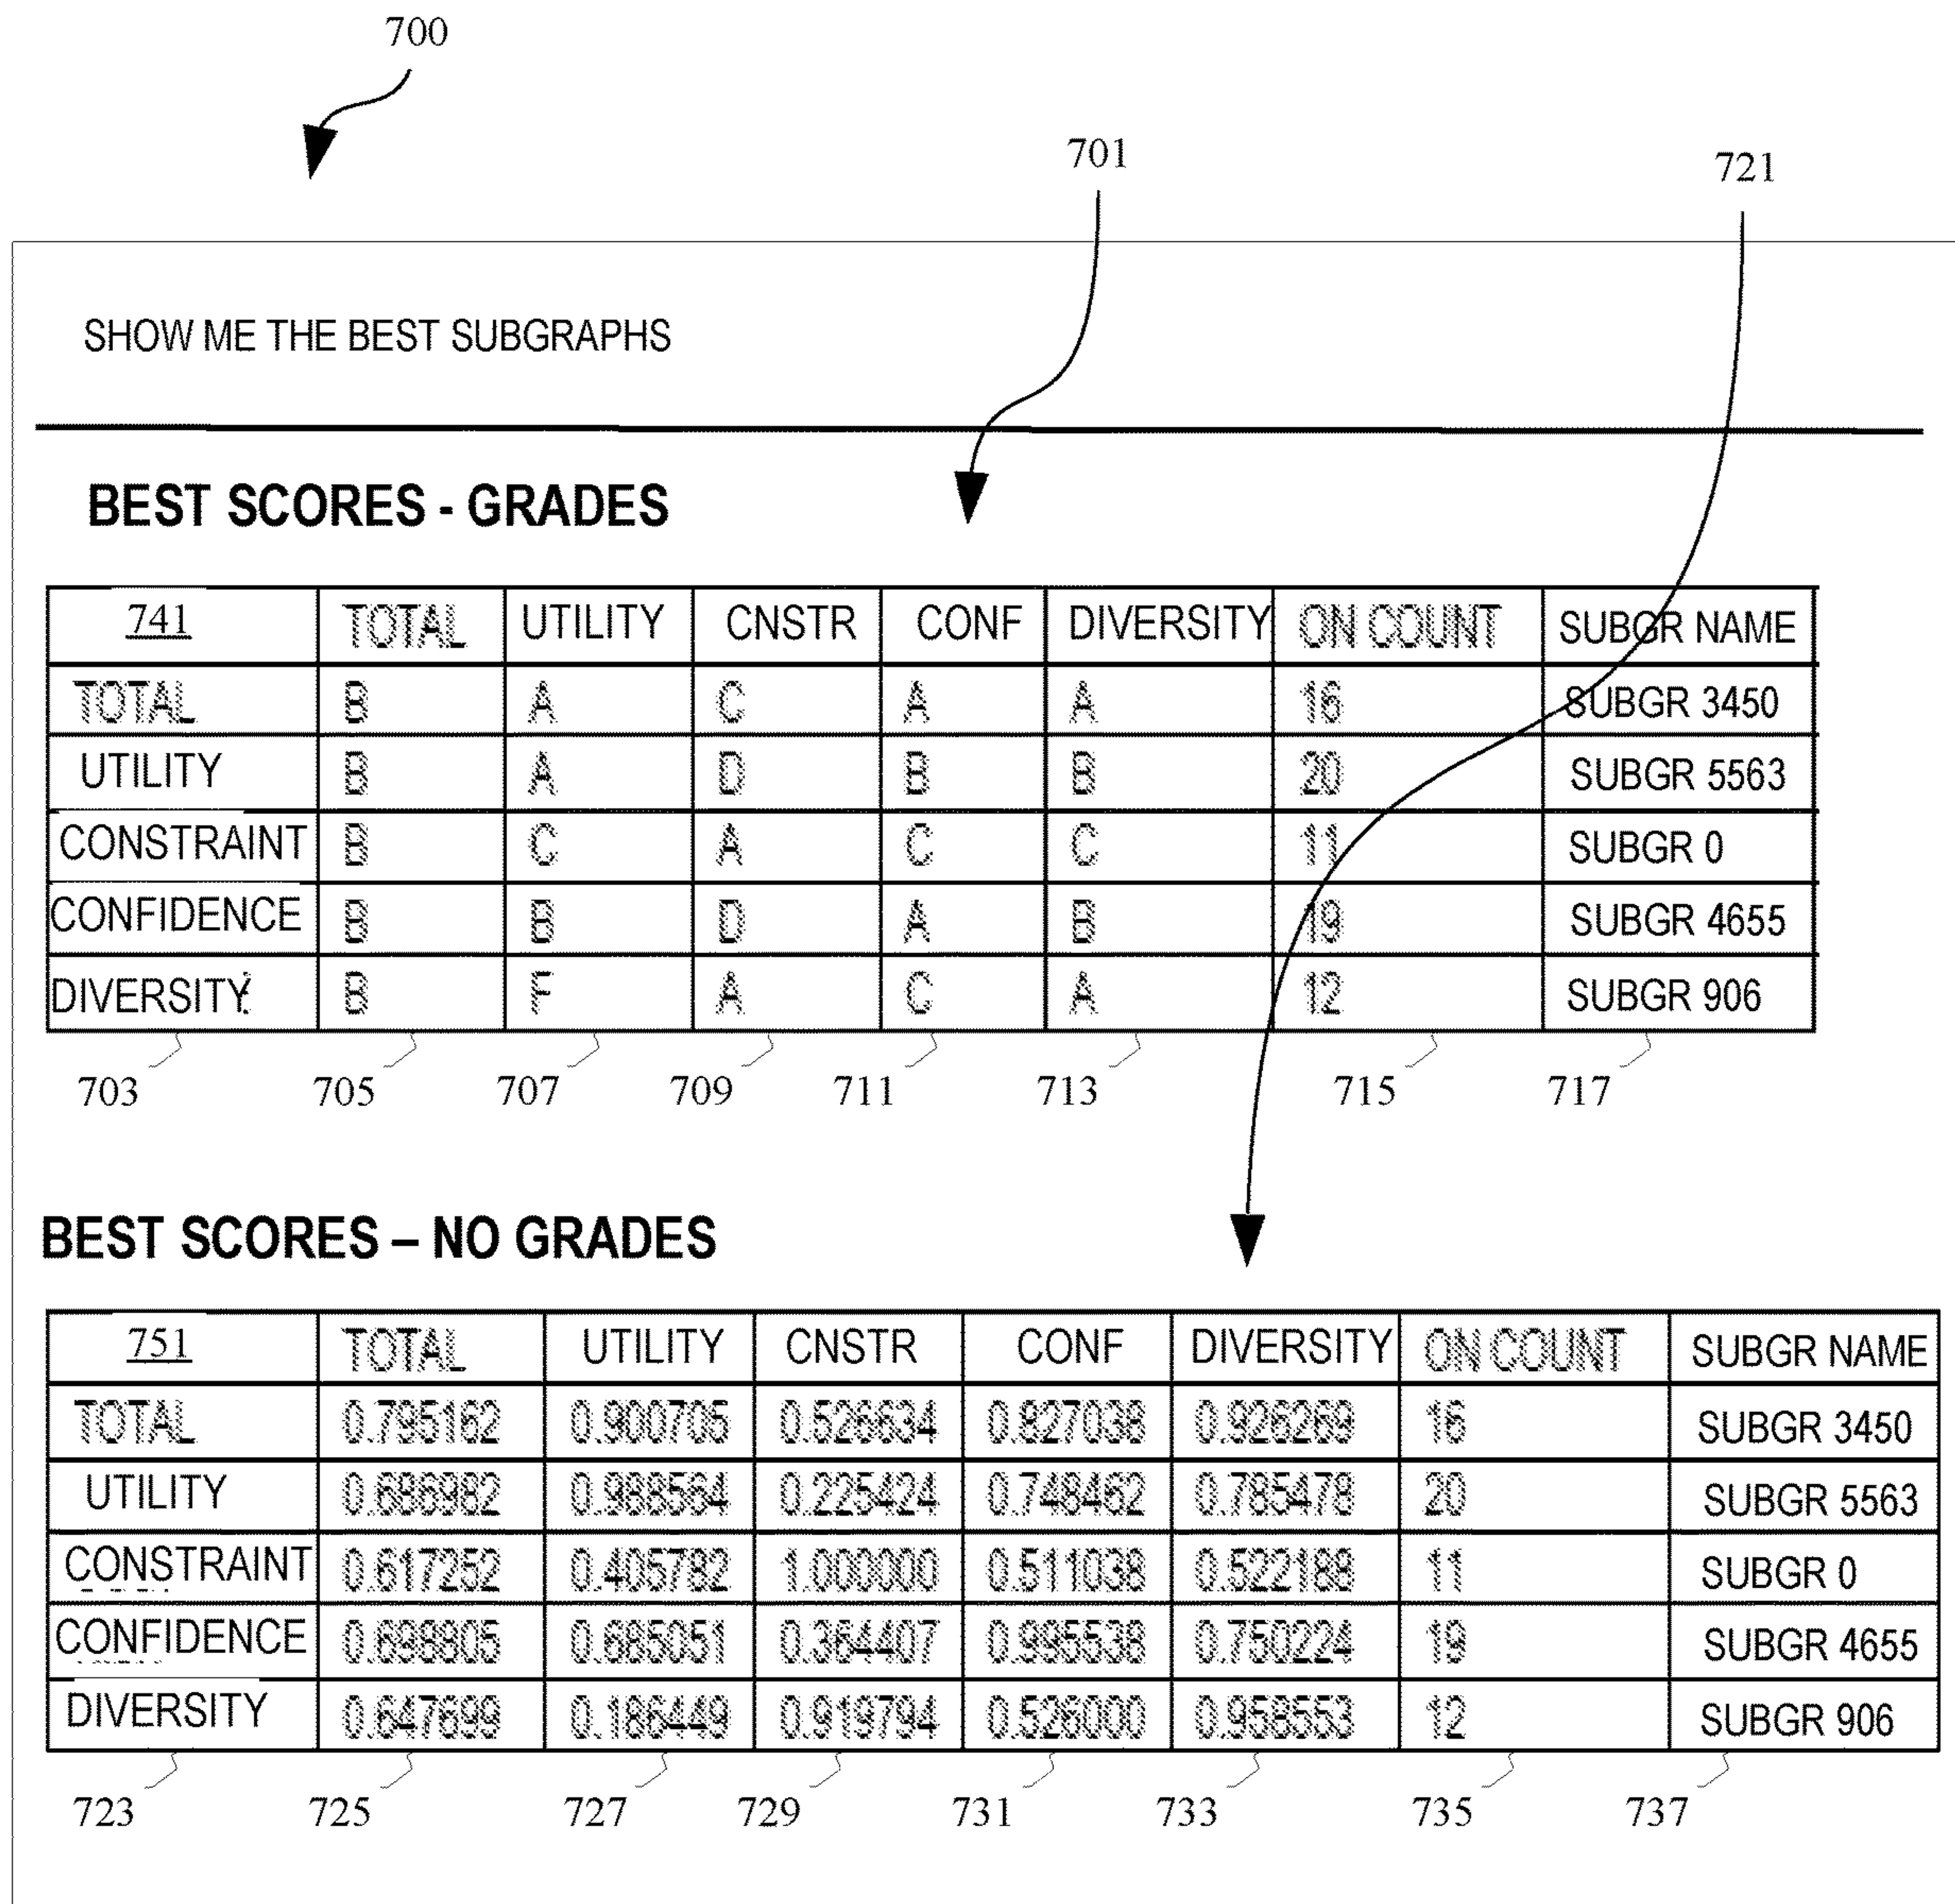 700
701
721
SHOW ME THE BEST SUBGRAPHS
BEST SCORES - GRADES
741 TOTAL UTILITY CNSTR CONF DIVERSITY ON COUNT SUBGR NAME
TOTAL B A C A A 16 SUBGR 3450
UTILITY B A D B B 20 SUBGR 5563
CONSTRAINT B C A C C 11 SUBGR 0
CONFIDENCE B B D A B 19 SUBGR 4655
DIVERSITY B F A C A 12 SUBGR 906
703 705 707 709 711 713 715 717
BEST SCORES – NO GRADES
751 TOTAL UTILITY CNSTR CONF DIVERSITY ON COUNT SUBGR NAME
TOTAL 0.795162 0.900705 0.526634 0.827038 0.926269 16 SUBGR 3450
UTILITY 0.686982 0.988564 0.225424 0.748462 0.785478 20 SUBGR 5563
CONSTRAINT 0.617252 0.405782 1.000000 0.511038 0.522188 11 SUBGR 0
CONFIDENCE 0.698805 0.685051 0.364407 0.995538 0.750224 19 SUBGR 4655
DIVERSITY 0.647699 0.186449 0.919794 0.526000 0.958553 12 SUBGR 906
723 725 727 729 731 733 735 737